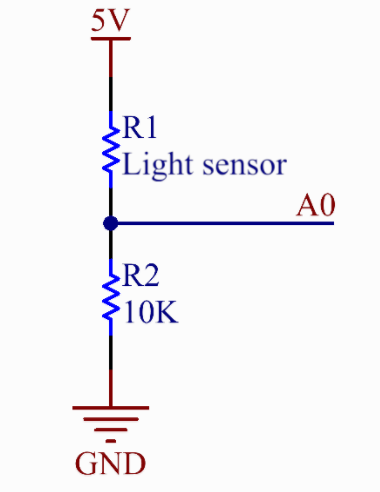 5V
R1
Light sensor
A0
R2
10K
GND